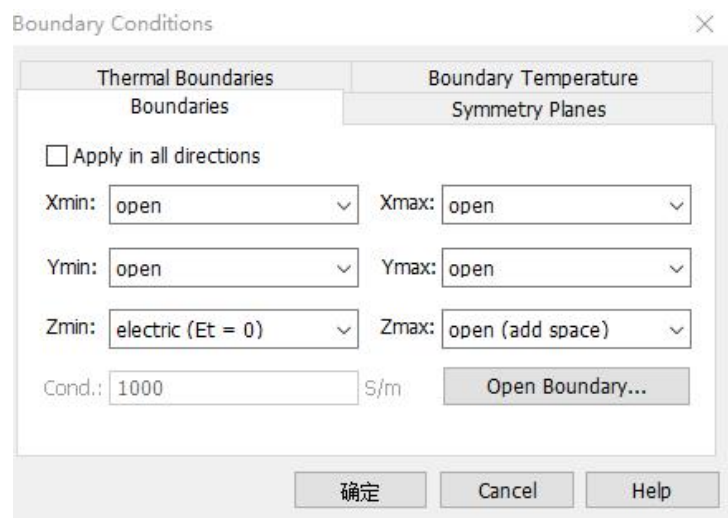 Boundary Conditions
Thermal Boundaries Boundary Temperature
Boundaries Symmetry Planes
Apply in all directions
Xmin: open Xmax: open
Ymin: open Ymax: open
Zmin: electric (Et = 0) Zmax: open (add space)
Cond.: 1000 S/m Open Boundary...
确定 Cancel Help